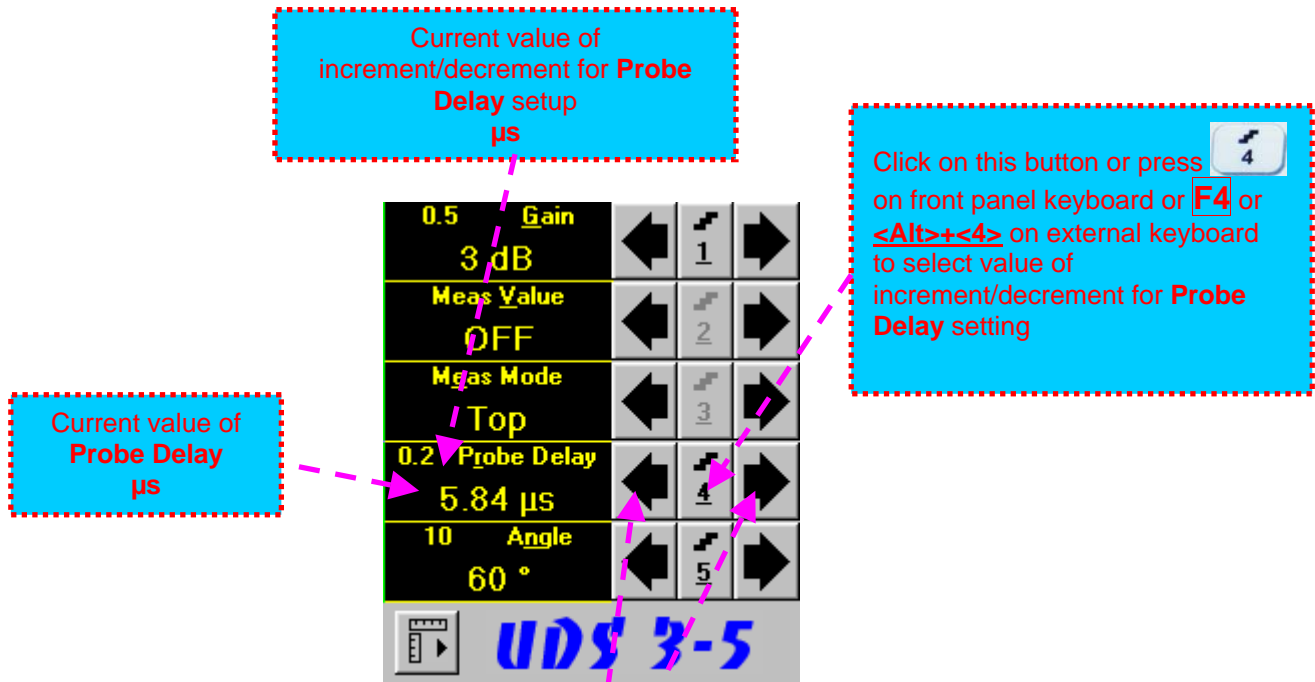 Current value of
increment/decrement for Probe
Delay setup
µs
Click on this button or press 4
on front panel keyboard or F4 or
<Alt>+<4> on external keyboard
to select value of
increment/decrement for Probe
Delay setting
Current value of
Probe Delay
µs
0.5 Gain
3 dB
1
Meas Value
OFF
2
Meas Mode
Top
3
0.2 Probe Delay
5.84 µs
4
10 Angle
60 °
5
UDS 3-5